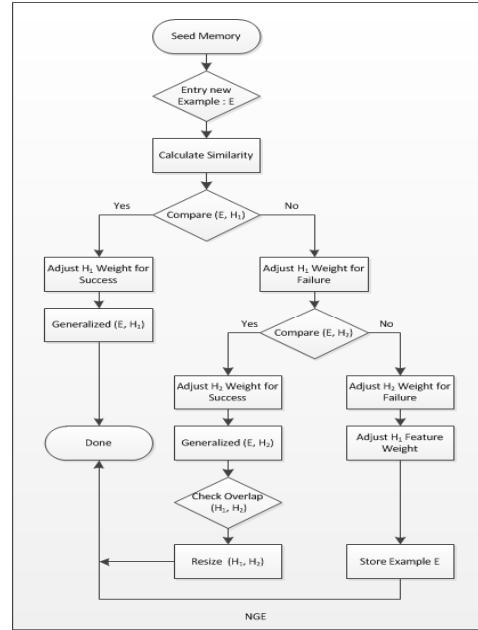 Seed Memory
Entry new
Example : E
Calculate Similarity
Yes
Compare (E, H₁)
No
Adjust H₁ Weight for
Success
Adjust H₁ Weight for
Failure
Generalized (E, H₁)
Yes
Compare (E, H₂)
No
Adjust H₂ Weight for
Success
Adjust H₂ Weight for
Failure
Done
Generalized (E, H₂)
Adjust H₁ Feature
Weight
Check Overlap
(H₁, H₂)
Resize (H₁, H₂)
Store Example E
NGE